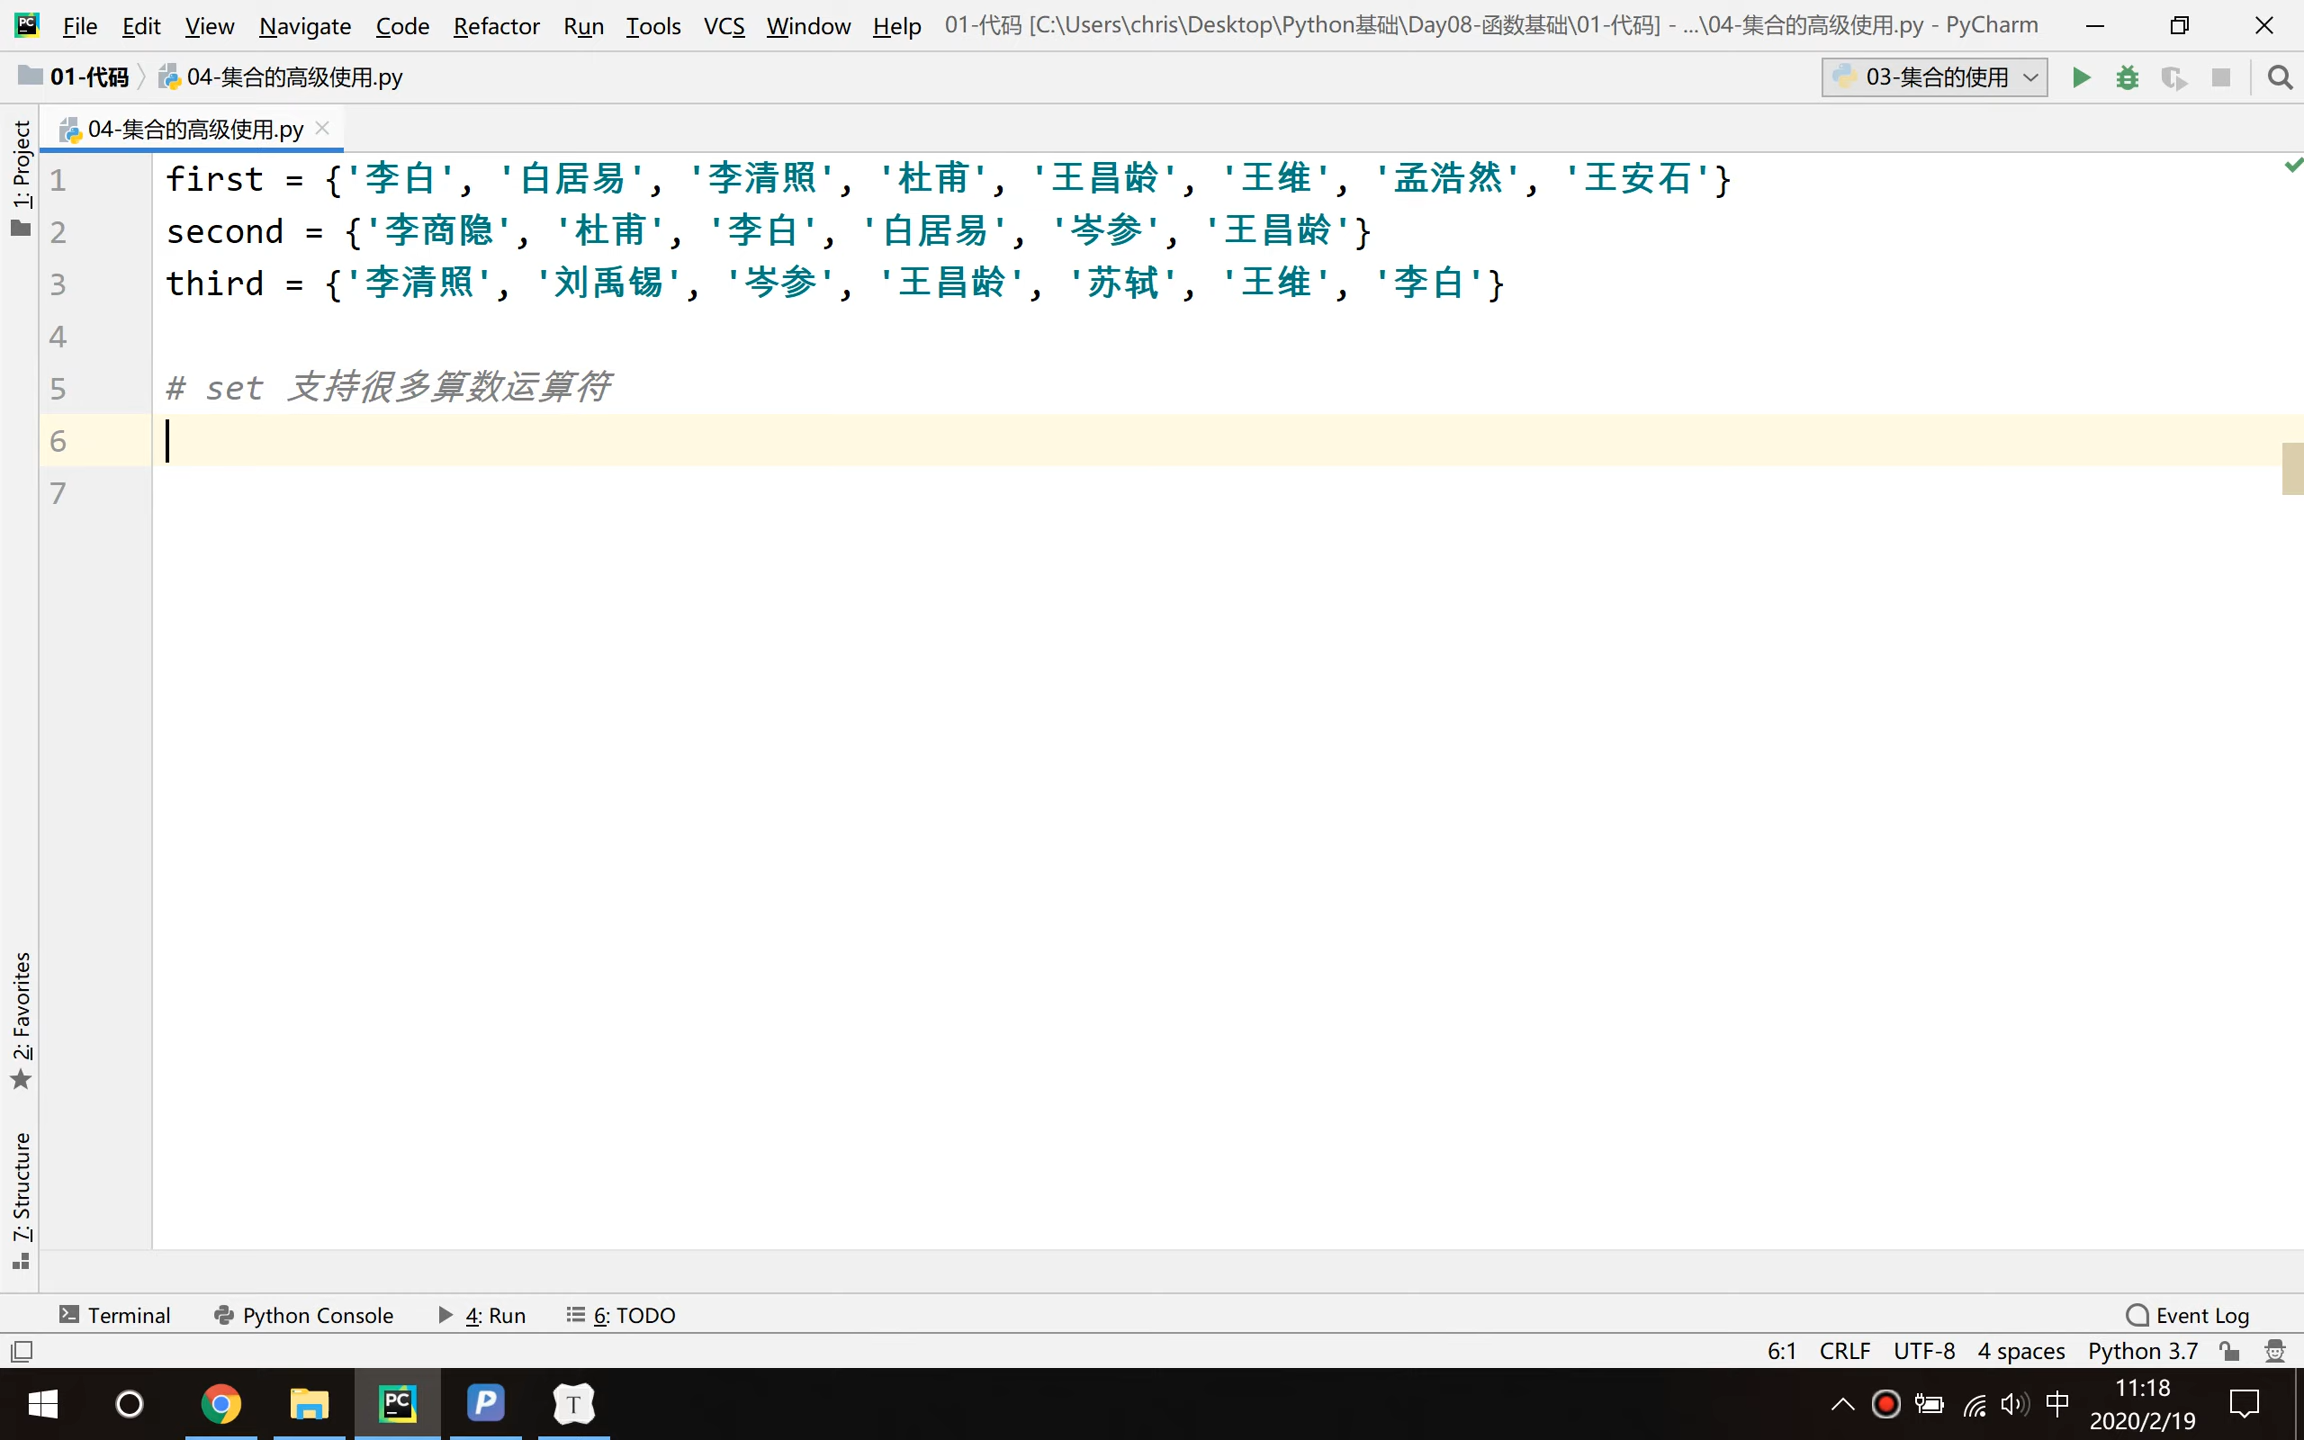 File Edit View Navigate Code Refactor Run Tools VCS Window Help 01-代码 [C:\Users\chris\Desktop\Python基础\Day08-函数基础\01-代码] - ...\04-集合的高级使用.py - PyCharm
01-代码 04-集合的高级使用.py 03-集合的使用
04-集合的高级使用.py
1: Project
1 first = {'李白', '白居易', '李清照', '杜甫', '王昌龄', '王维', '孟浩然', '王安石'}
2 second = {'李商隐', '杜甫', '李白', '白居易', '岑参', '王昌龄'}
3 third = {'李清照', '刘禹锡', '岑参', '王昌龄', '苏轼', '王维', '李白'}
4
5 # set 支持很多算数运算符
6
7
2: Favorites
7: Structure
Terminal Python Console 4: Run 6: TODO Event Log
6:1 CRLF UTF-8 4 spaces Python 3.7
中 11:18
2020/2/19